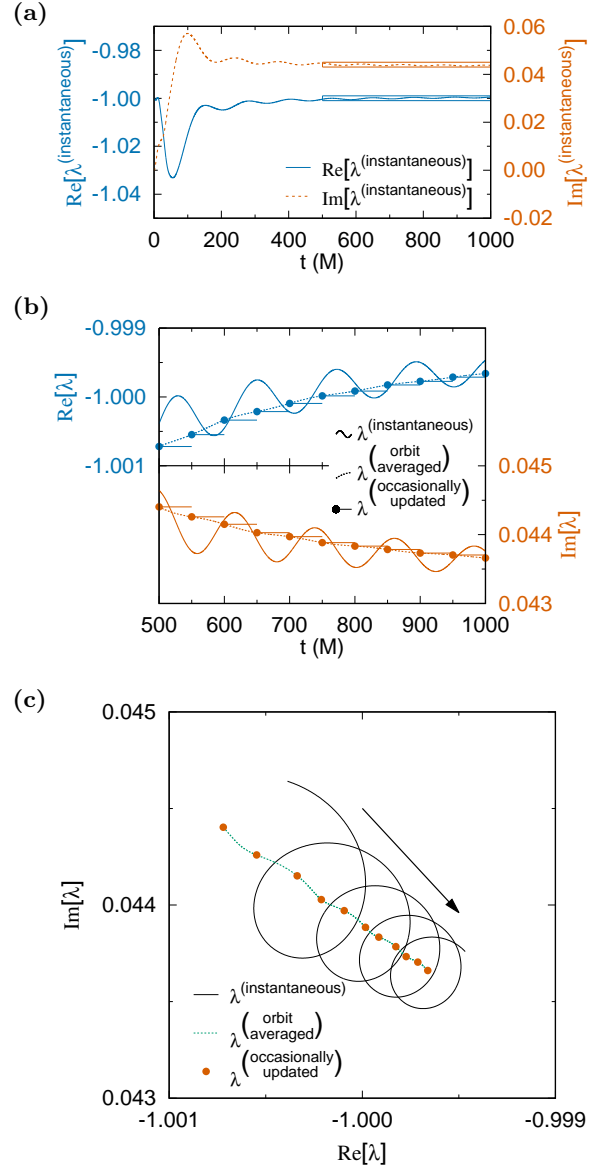 (a)
-0.98
-1.00
-1.02
-1.04
Re[λ^(instantaneous)]
0.06
0.04
0.02
0.00
-0.02
Im[λ^(instantaneous)]
Re[λ^(instantaneous)]
Im[λ^(instantaneous)]
0 200 400 600 800 1000
t (M)
(b)
-0.999
-1.000
-1.001
Re[λ]
λ^(instantaneous)
λ^(orbit averaged)
λ^(occasionally updated)
0.045
0.044
0.043
Im[λ]
500 600 700 800 900 1000
t (M)
(c)
0.045
0.044
0.043
Im[λ]
λ^(instantaneous)
λ^(orbit averaged)
λ^(occasionally updated)
-1.001 -1.000 -0.999
Re[λ]